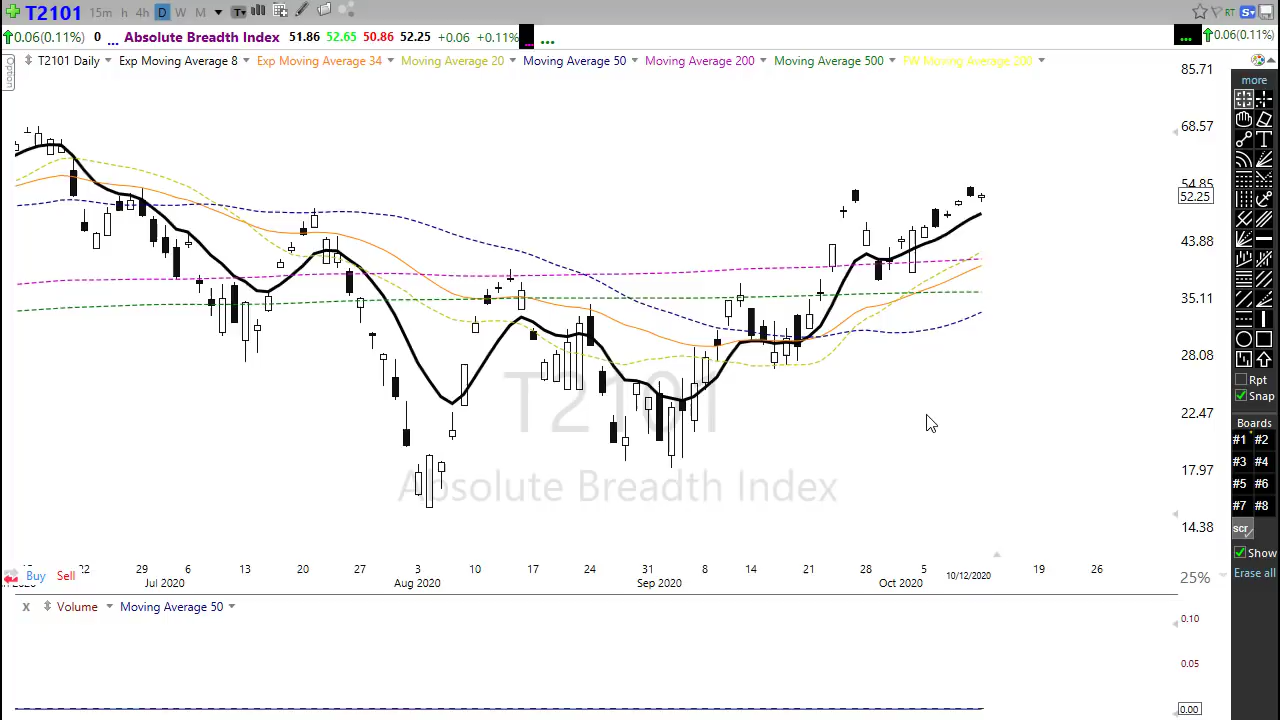 T2101 15m h 4h D W M T
RT S
0.06(0.11%) 0 ... Absolute Breadth Index 51.86 52.65 50.86 52.25 +0.06 +0.11% ... ... 0.06(0.11%)
Option
T2101 Daily Exp Moving Average 8 Exp Moving Average 34 Moving Average 20 Moving Average 50 Moving Average 200 Moving Average 500 FW Moving Average 200
85.71
68.57
54.85
52.25
43.88
35.11
28.08
22.47
17.97
14.38
T2101
Absolute Breadth Index
more
Rpt
Snap
Boards
#1 #2
#3 #4
#5 #6
#7 #8
scr
Show
Erase all
29 6 13 20 27 10 17 24 31 8 14 21 28 5 10/12/2020 19 26
Jul 2020 Aug 2020 Sep 2020 Oct 2020
Buy Sell
25%
x Volume Moving Average 50
0.10
0.05
0.00